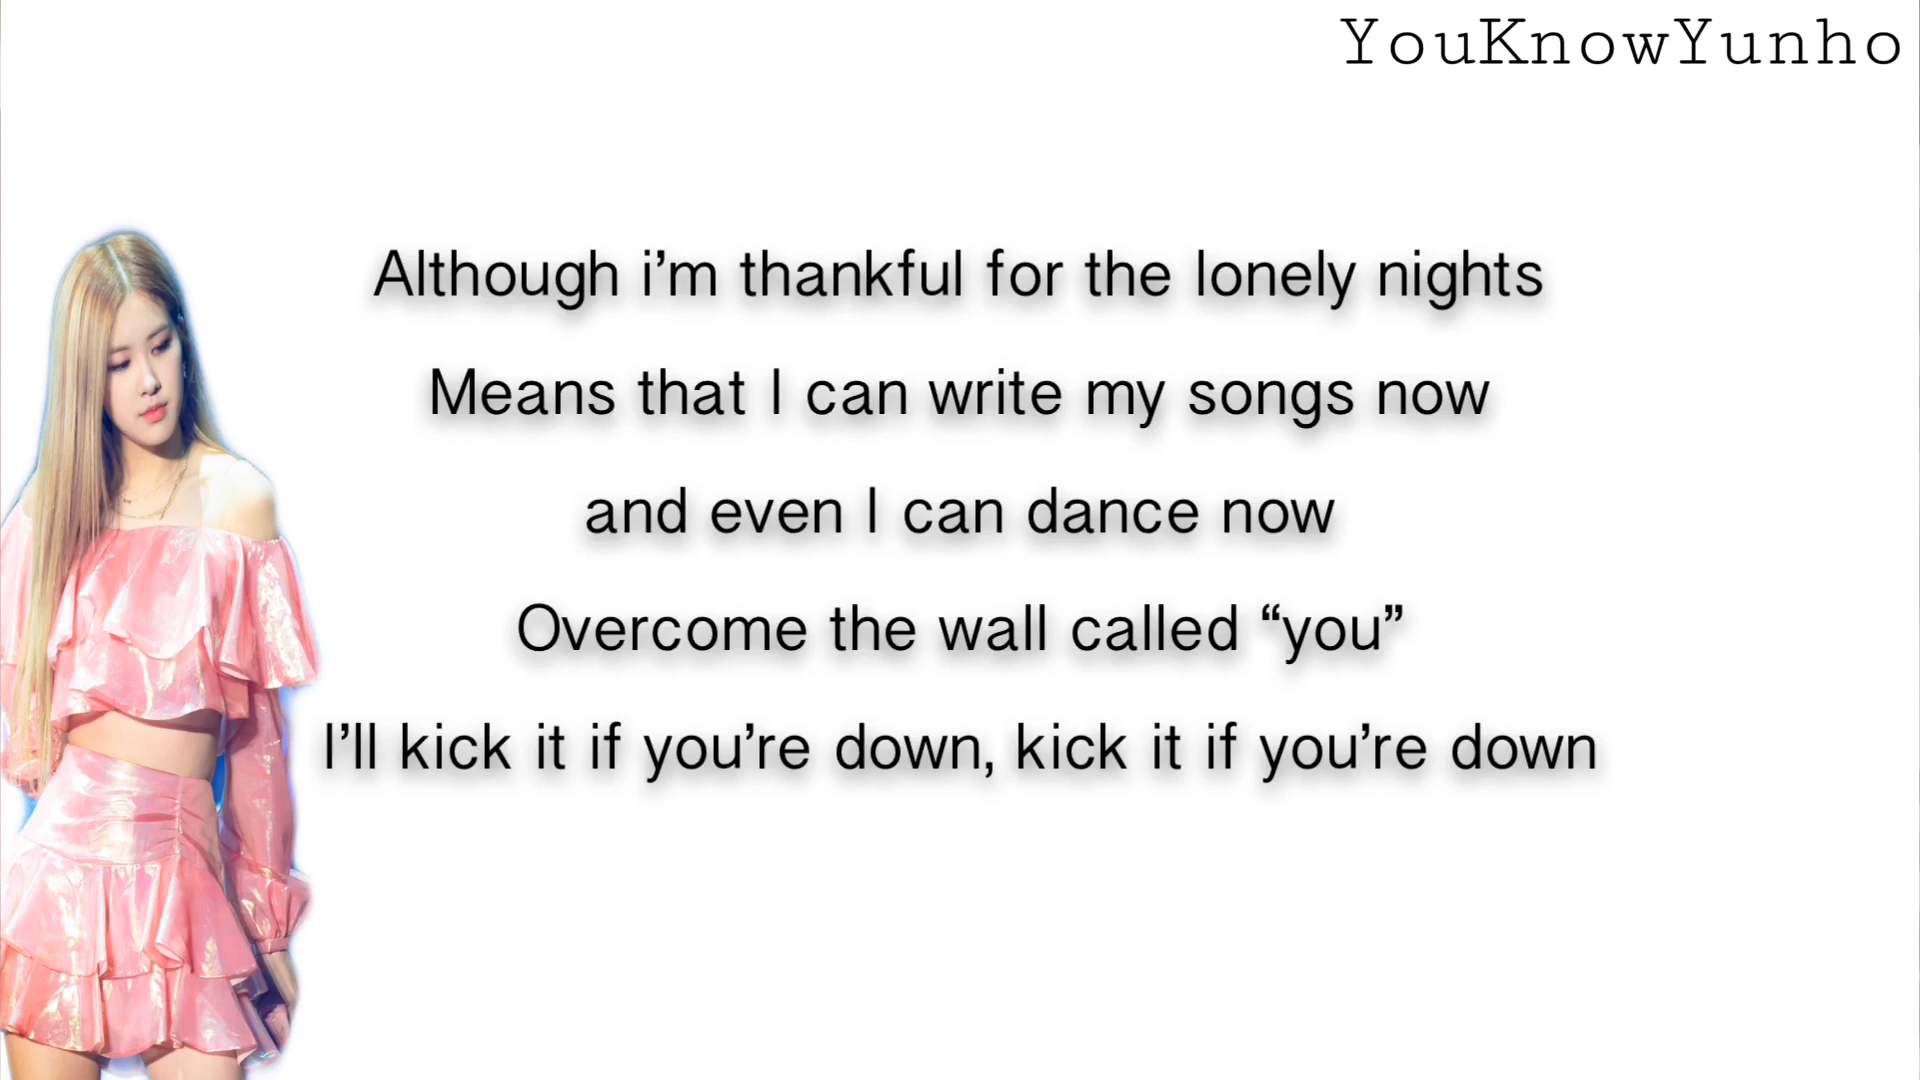 YouKnowYunho
Although i’m thankful for the lonely nights
Means that I can write my songs now
and even I can dance now
Overcome the wall called “you”
I’ll kick it if you’re down, kick it if you’re down